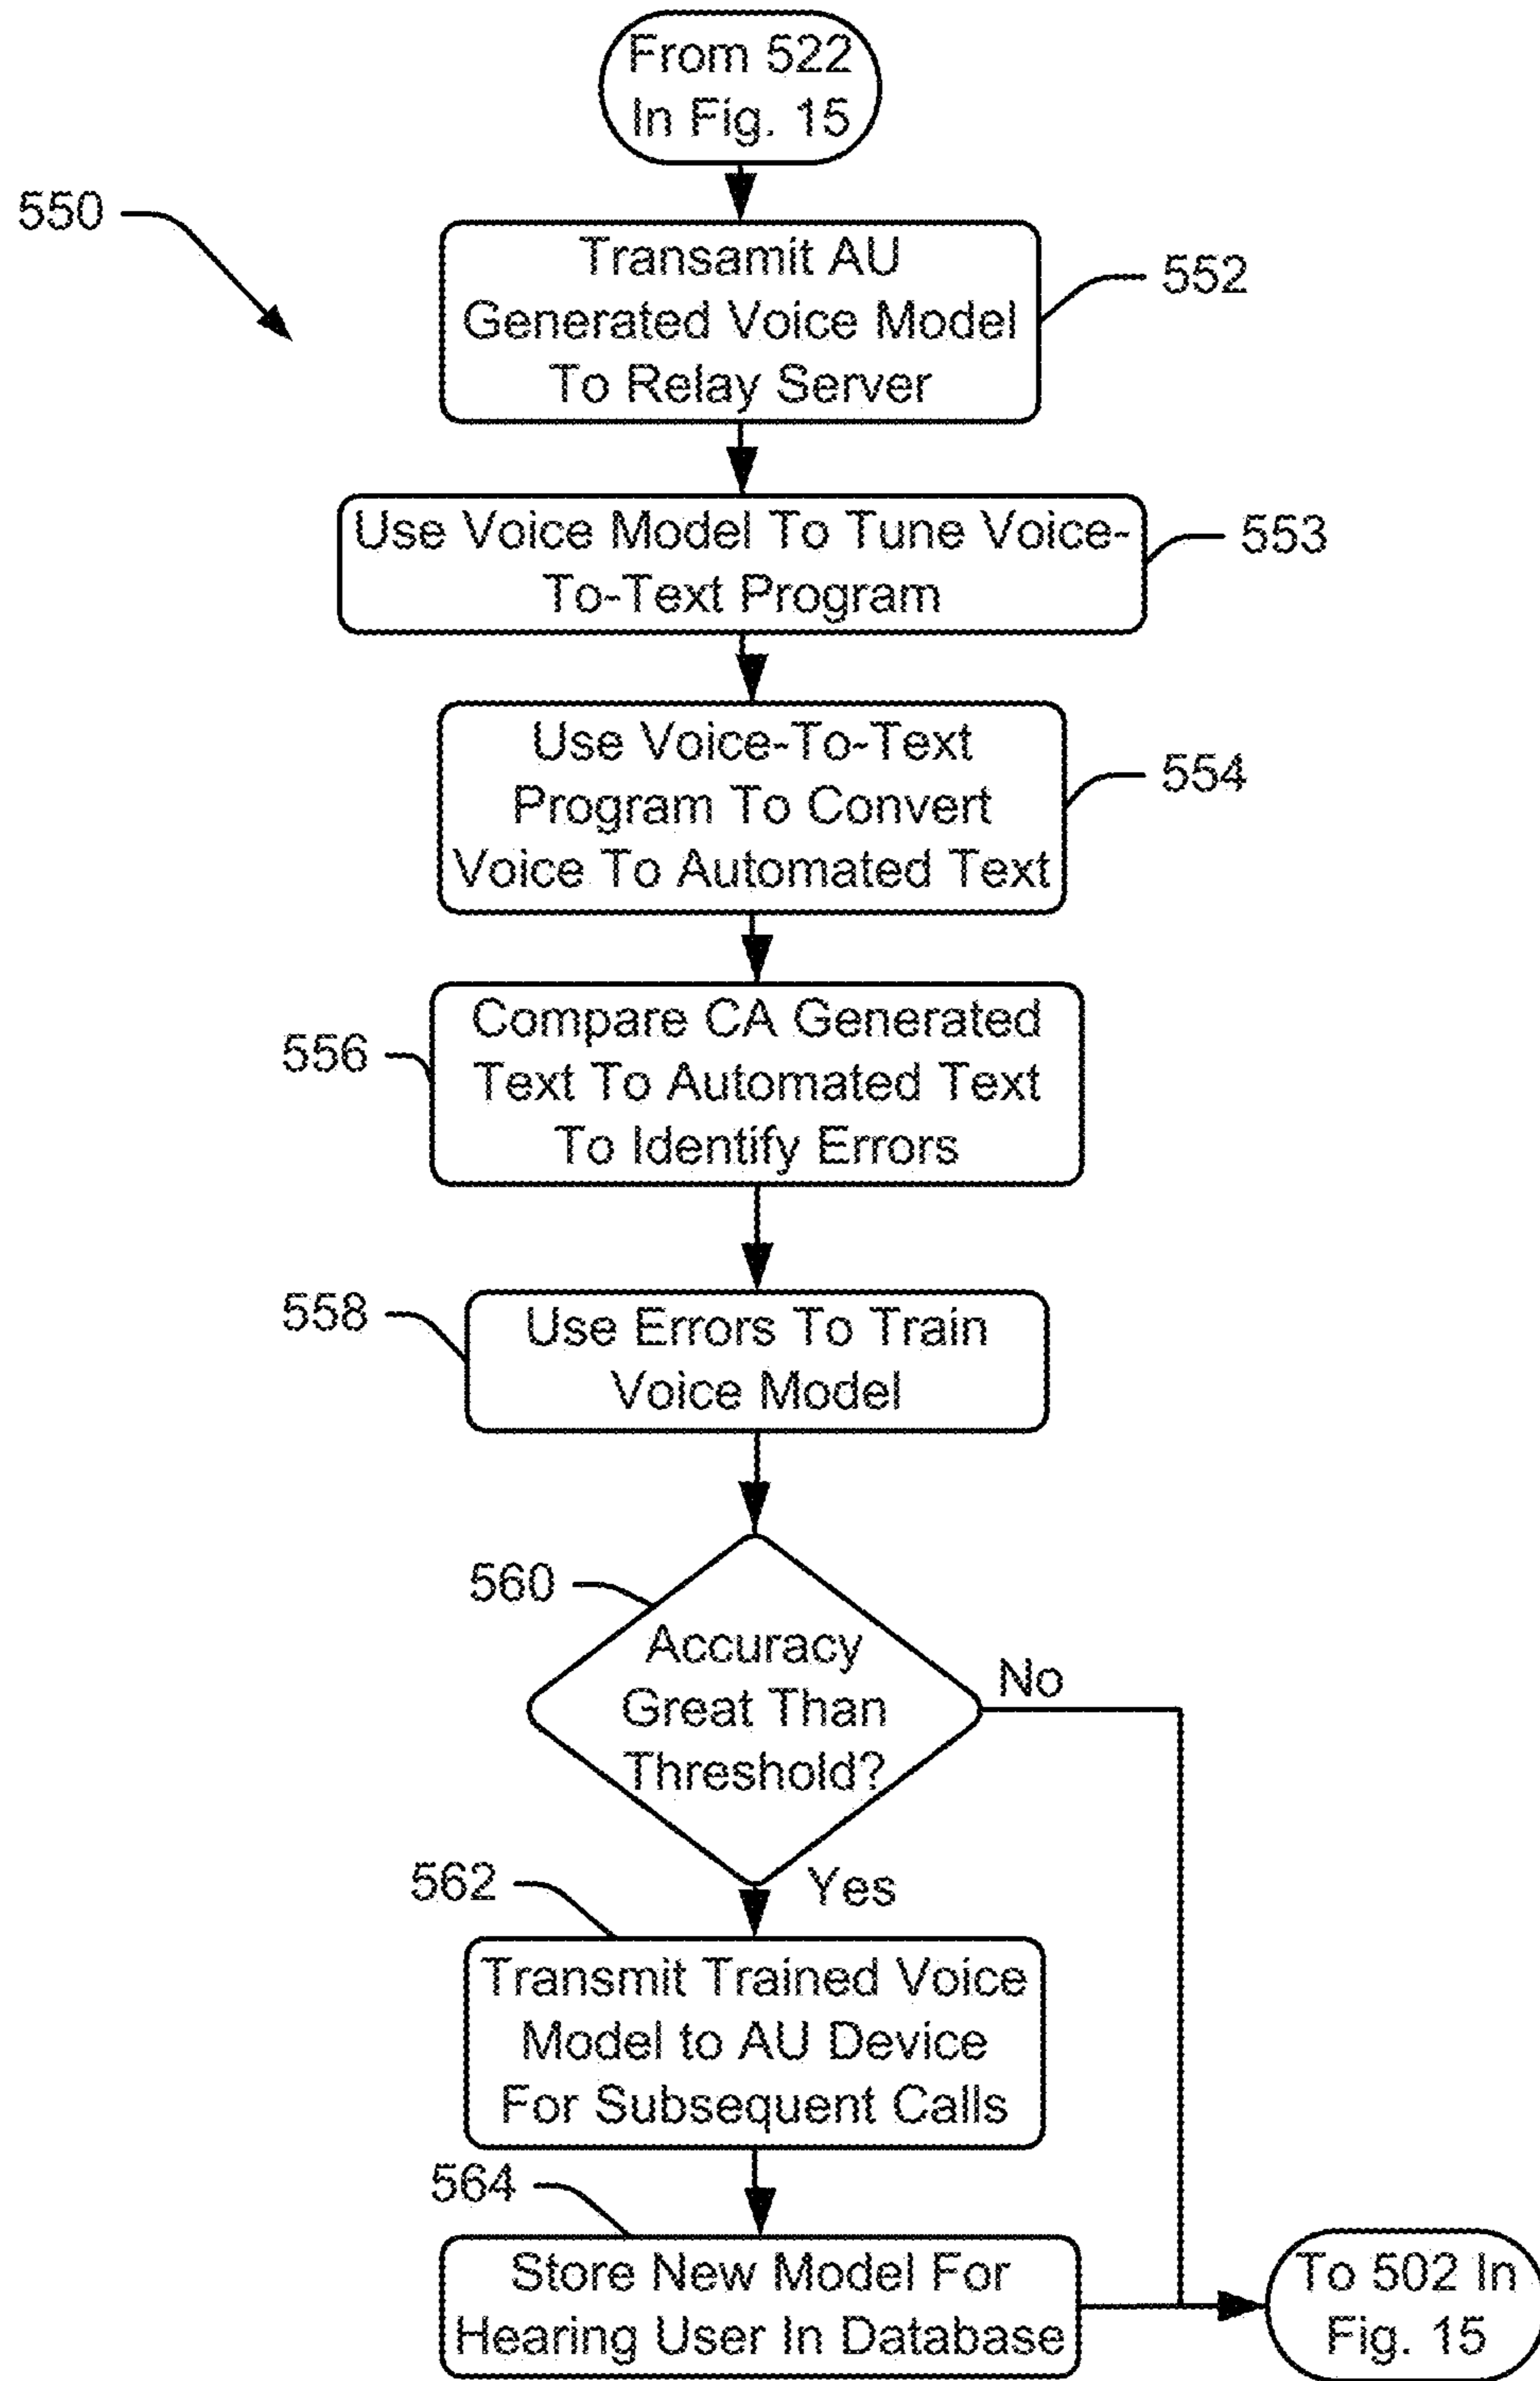 From 522
In Fig. 15
550
Transamit AU
Generated Voice Model
To Relay Server
552
Use Voice Model To Tune Voice-
To-Text Program
553
Use Voice-To-Text
Program To Convert
Voice To Automated Text
554
556
Compare CA Generated
Text To Automated Text
To Identify Errors
558
Use Errors To Train
Voice Model
560
Accuracy
Great Than
Threshold?
No
Yes
562
Transmit Trained Voice
Model to AU Device
For Subsequent Calls
564
Store New Model For
Hearing User In Database
To 502 In
Fig. 15